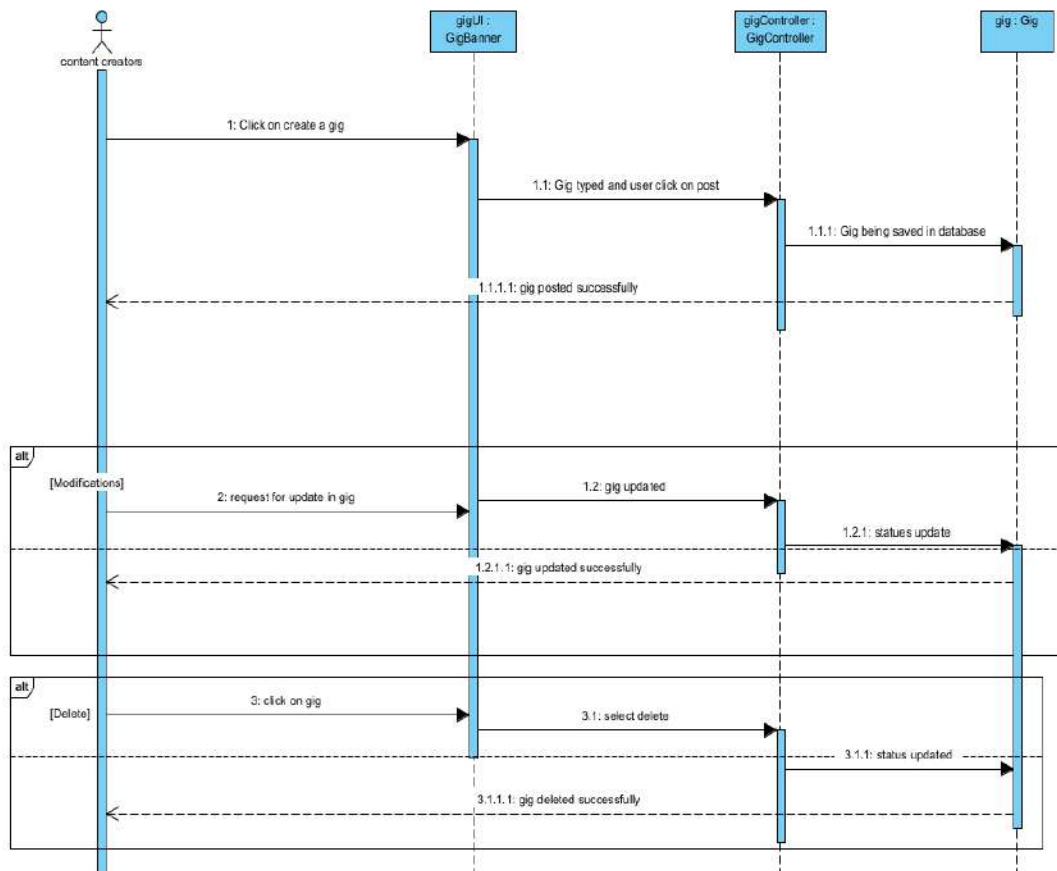 gigUI :
GigBanner
gigController :
GigController
gig : Gig
content creators
1: Click on create a gig
1.1: Gig typed and user click on post
1.1.1: Gig being saved in database
1.1.1.1: gig posted successfully
alt
[Modifications]
2: request for update in gig
1.2: gig updated
1.2.1: statues update
1.2.1.1: gig updated successfully
alt
[Delete]
3: click on gig
3.1: select delete
3.1.1: status updated
3.1.1.1: gig deleted successfully